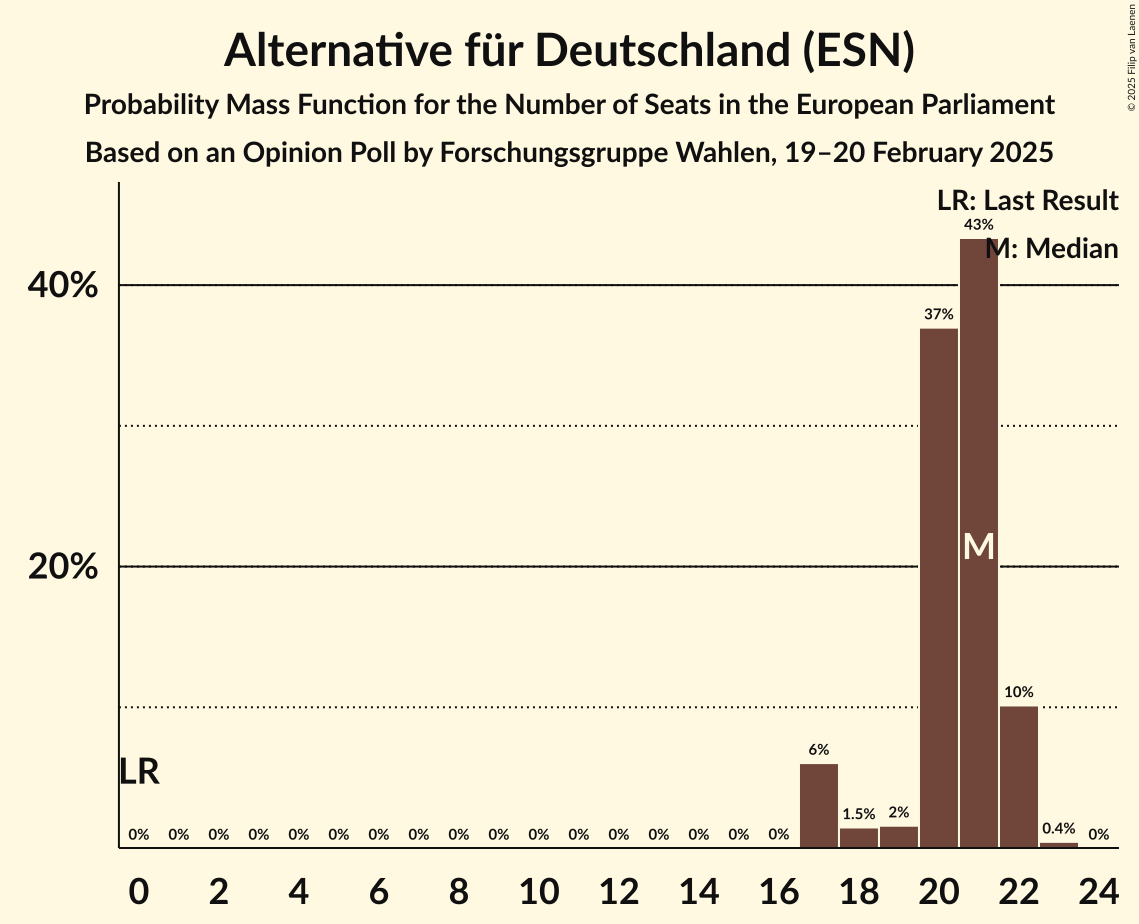 Alternative für Deutschland (ESN)
Probability Mass Function for the Number of Seats in the European Parliament
Based on an Opinion Poll by Forschungsgruppe Wahlen, 19–20 February 2025
© 2025 Filip van Laenen
LR: Last Result
M: Median
40%
20%
43%
37%
M
10%
6%
LR
0% 0% 0% 0% 0% 0% 0% 0% 0% 0% 0% 0% 0% 0% 0% 0% 0% 1.5% 2% 0.4% 0%
0 2 4 6 8 10 12 14 16 18 20 22 24